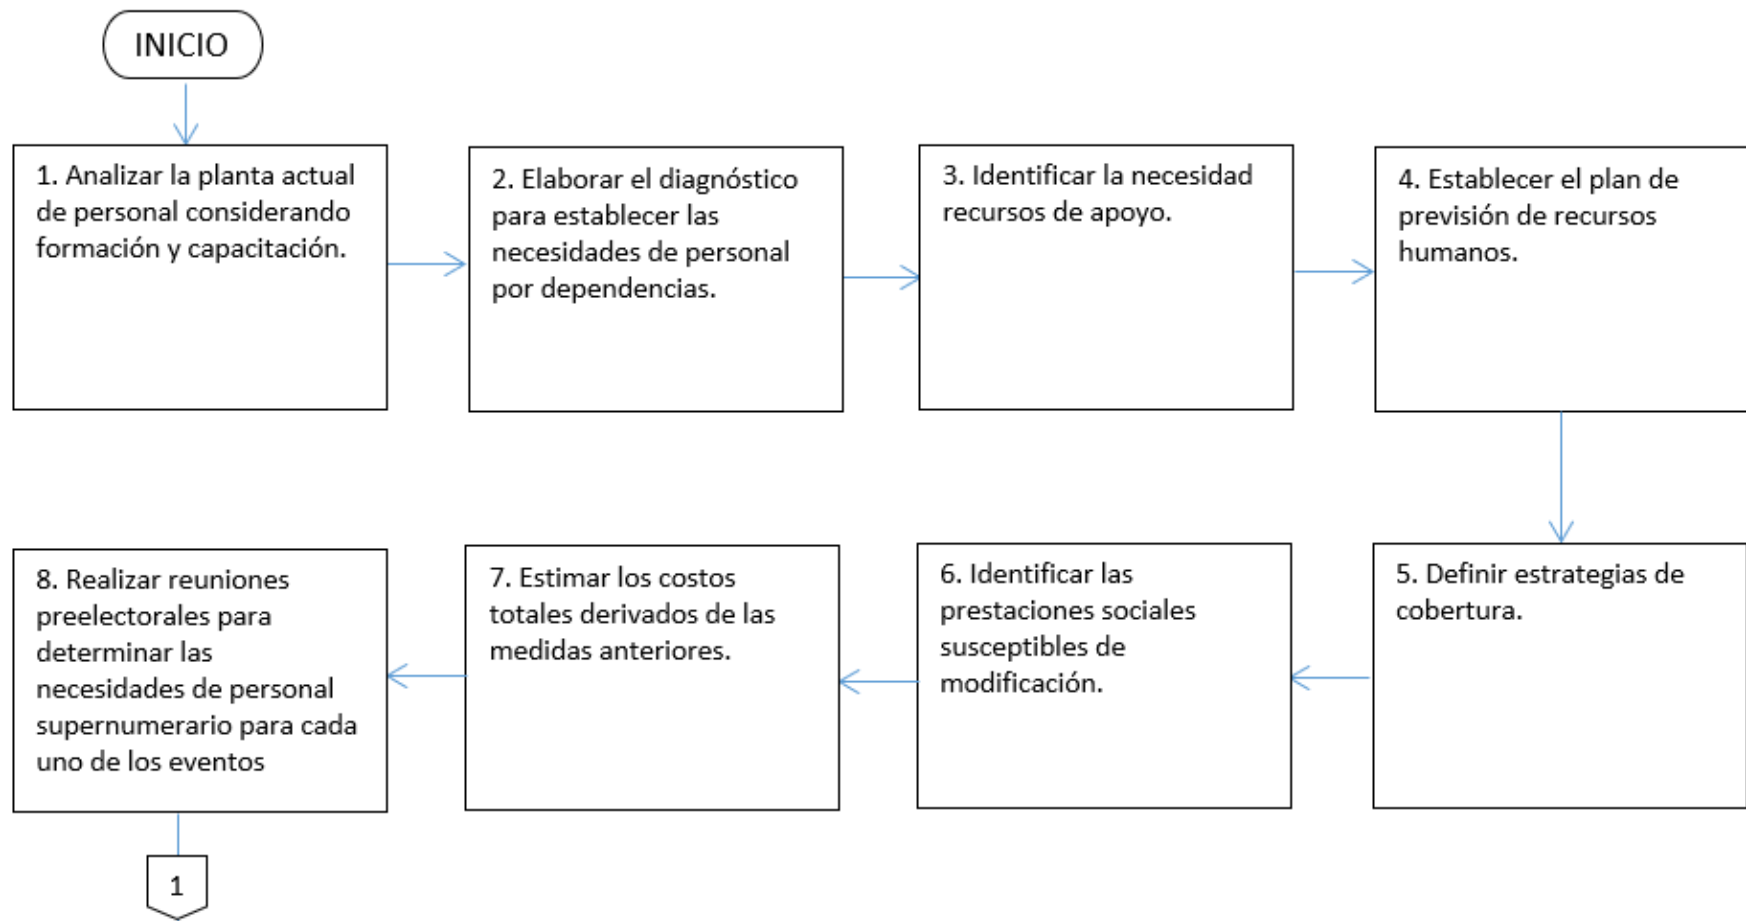 INICIO
1. Analizar la planta actual
de personal considerando
formación y capacitación.
2. Elaborar el diagnóstico
para establecer las
necesidades de personal
por dependencias.
3. Identificar la necesidad
recursos de apoyo.
4. Establecer el plan de
previsión de recursos
humanos.
5. Definir estrategias de
cobertura.
6. Identificar las
prestaciones sociales
susceptibles de
modificación.
7. Estimar los costos
totales derivados de las
medidas anteriores.
8. Realizar reuniones
preelectorales para
determinar las
necesidades de personal
supernumerario para cada
uno de los eventos
1